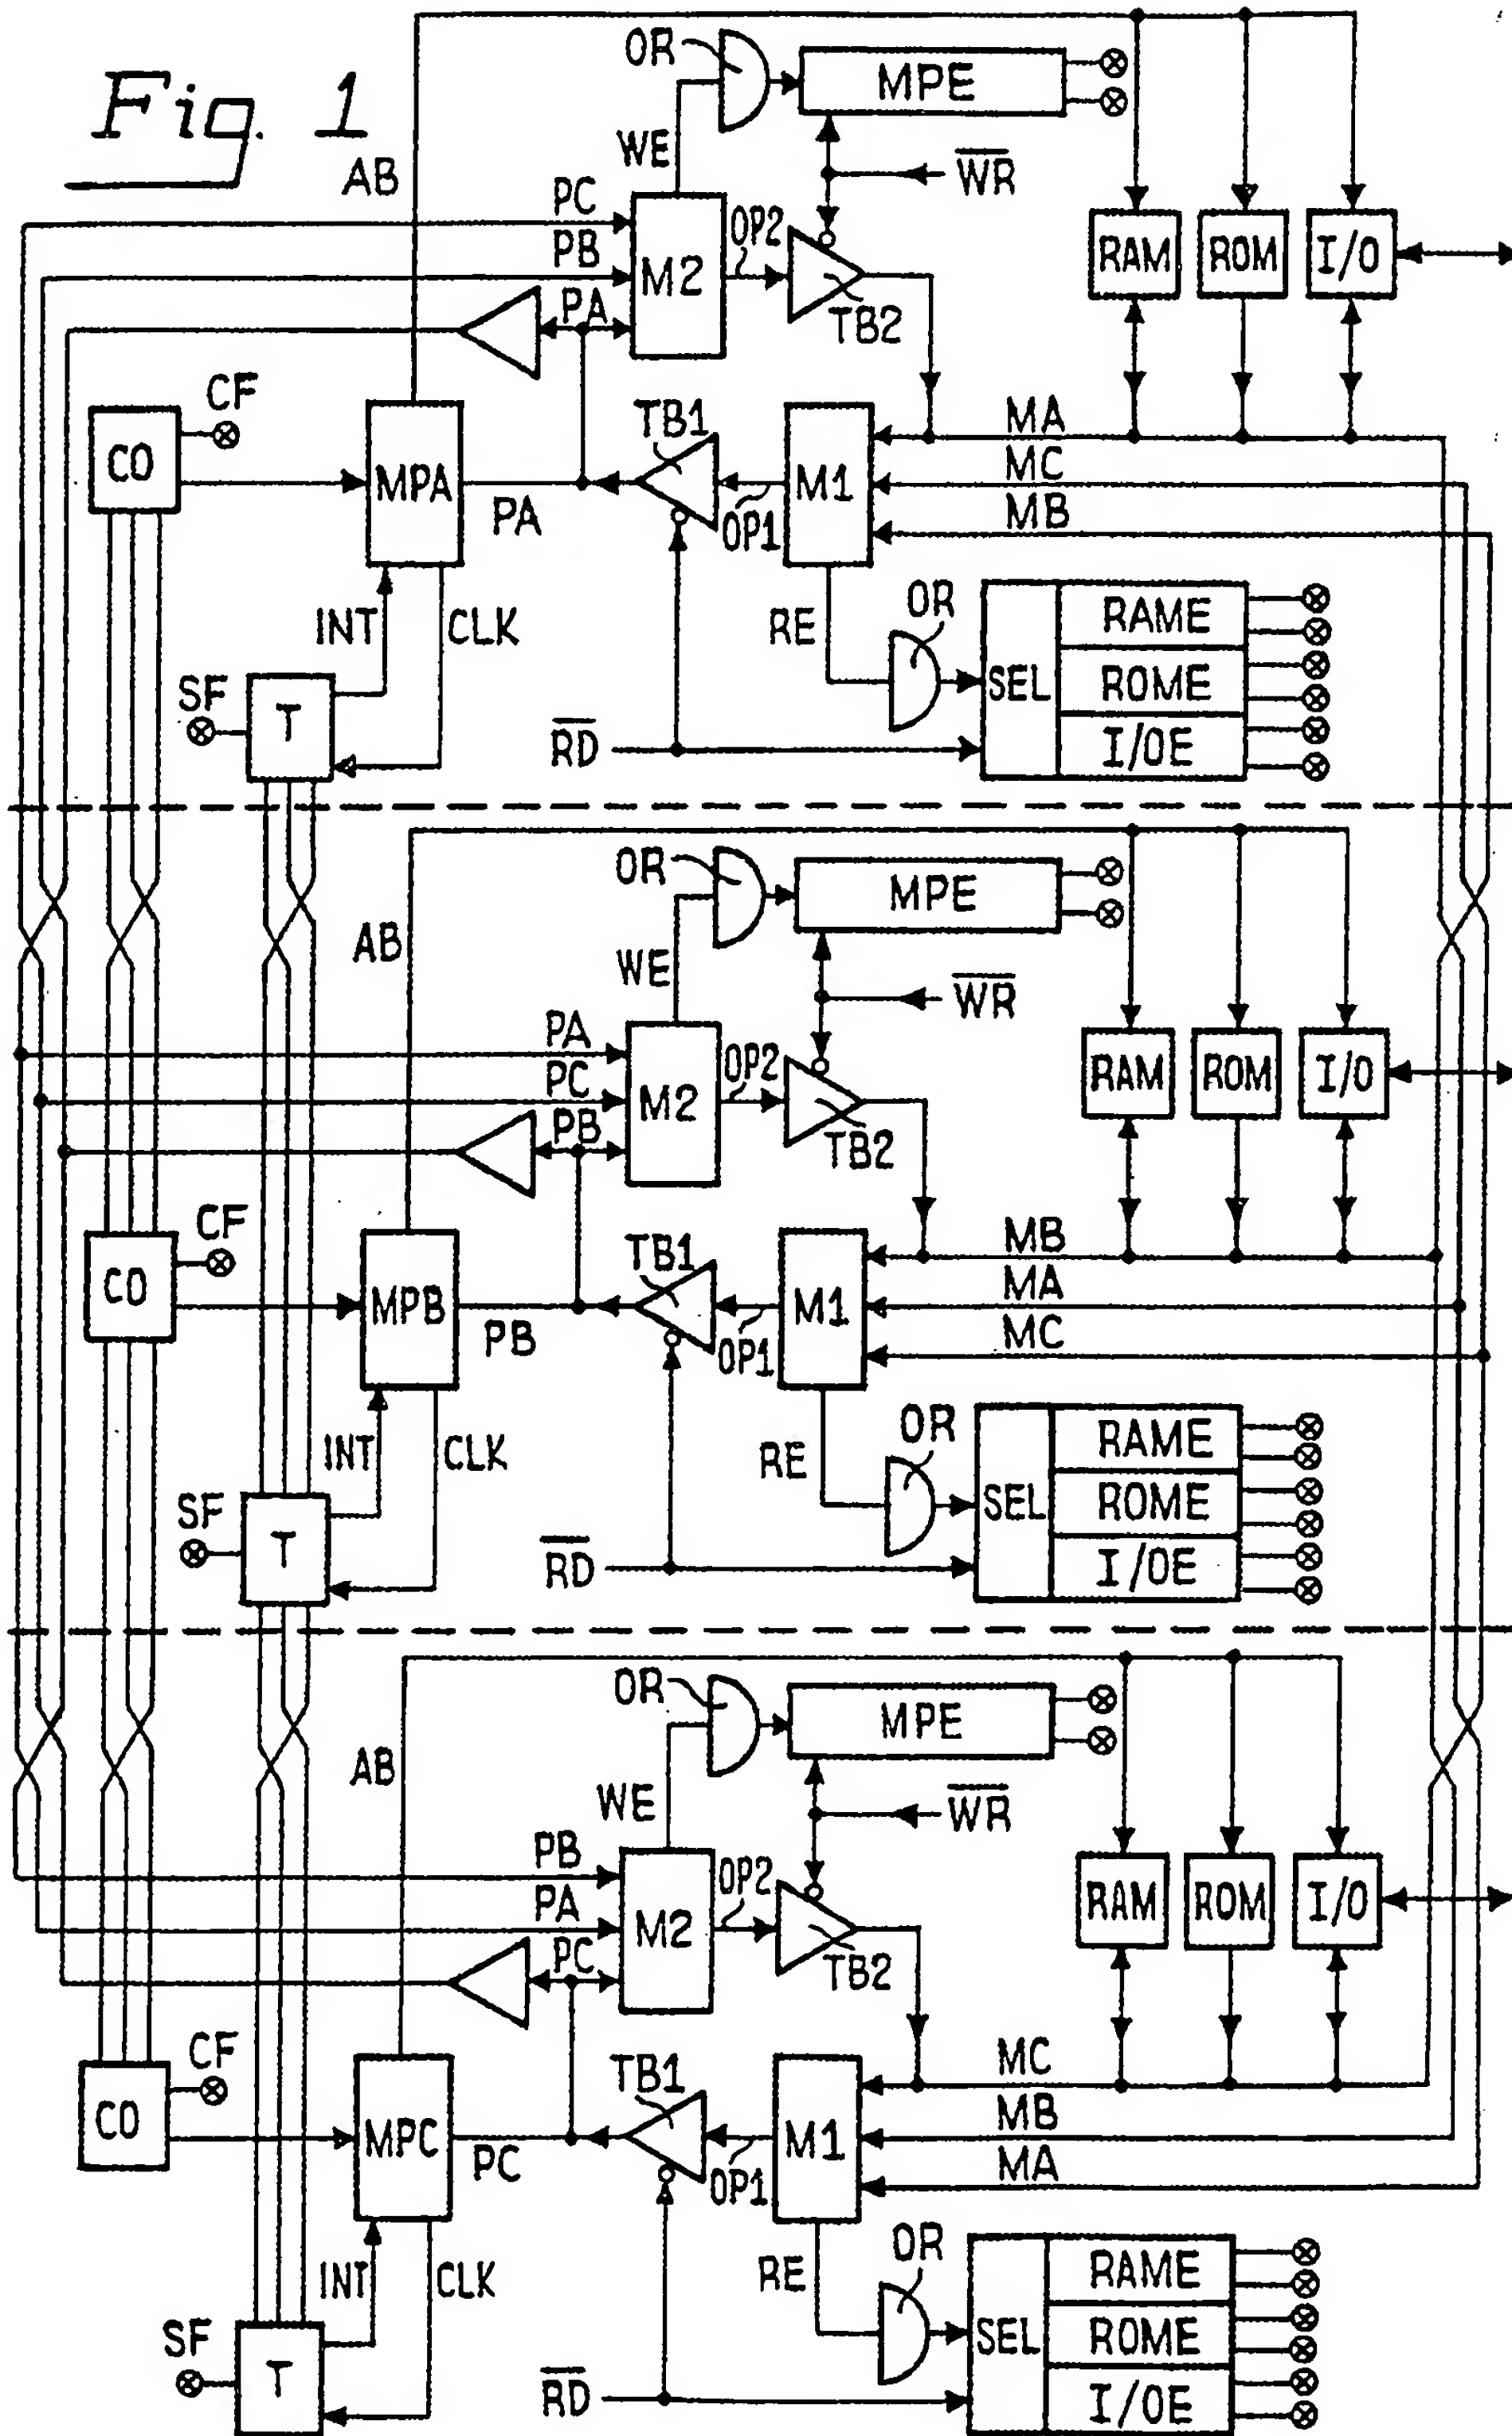 Fig. 1
OR
MPE
AB
WE
WR
PC
PB
OP2
M2
PA
TB2
RAM
ROM
I/O
CF
CO
MPA
TB1
M1
MA
MC
MB
PA
OP1
INT
CLK
RE
OR
SEL
RAME
ROME
I/OE
SF
T
RD
OR
MPE
AB
WE
WR
PA
PC
OP2
M2
PB
TB2
RAM
ROM
I/O
CF
CO
MPB
TB1
M1
MB
MA
MC
PB
OP1
INT
CLK
RE
OR
SEL
RAME
ROME
I/OE
SF
T
RD
OR
MPE
AB
WE
WR
PB
PA
OP2
M2
PC
TB2
RAM
ROM
I/O
CF
CO
MPC
TB1
M1
MC
MB
MA
PC
OP1
INT
CLK
RE
OR
SEL
RAME
ROME
I/OE
SF
T
RD